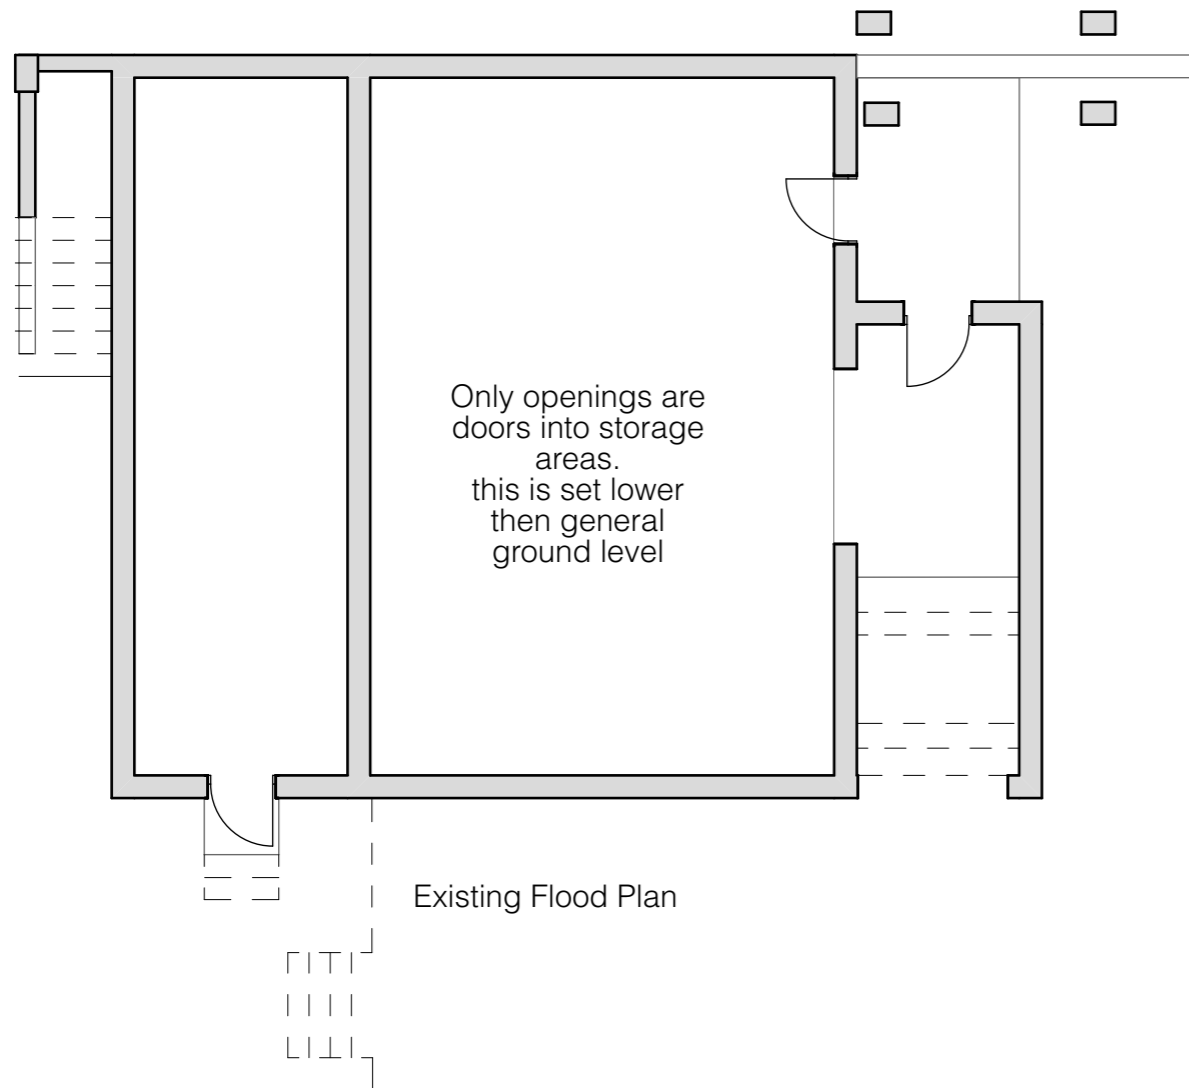 Only openings are
doors into storage
areas.
this is set lower
then general
ground level
Existing Flood Plan